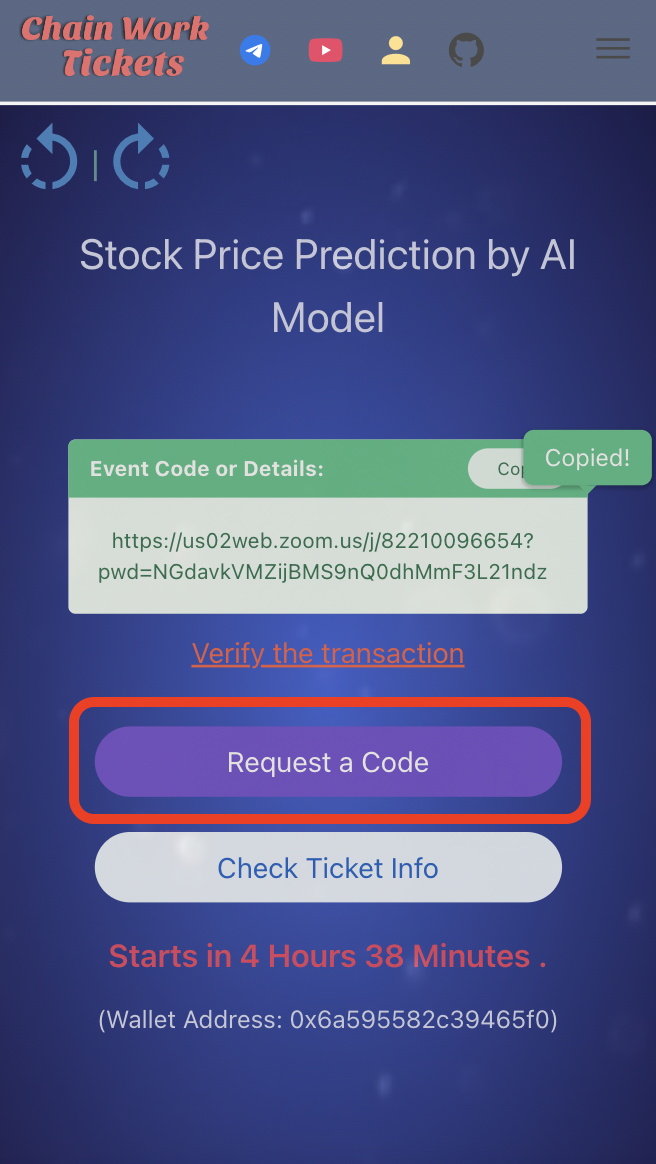 Chain Work
Tickets
|
Stock Price Prediction by AI
Model
Event Code or Details:
Copied!
https://us02web.zoom.us/j/82210096654?
pwd=NGdavkVMZijBMS9nQ0dhMmF3L21ndz
Verify the transaction
Request a Code
Check Ticket Info
Starts in 4 Hours 38 Minutes .
(Wallet Address: 0x6a595582c39465f0)